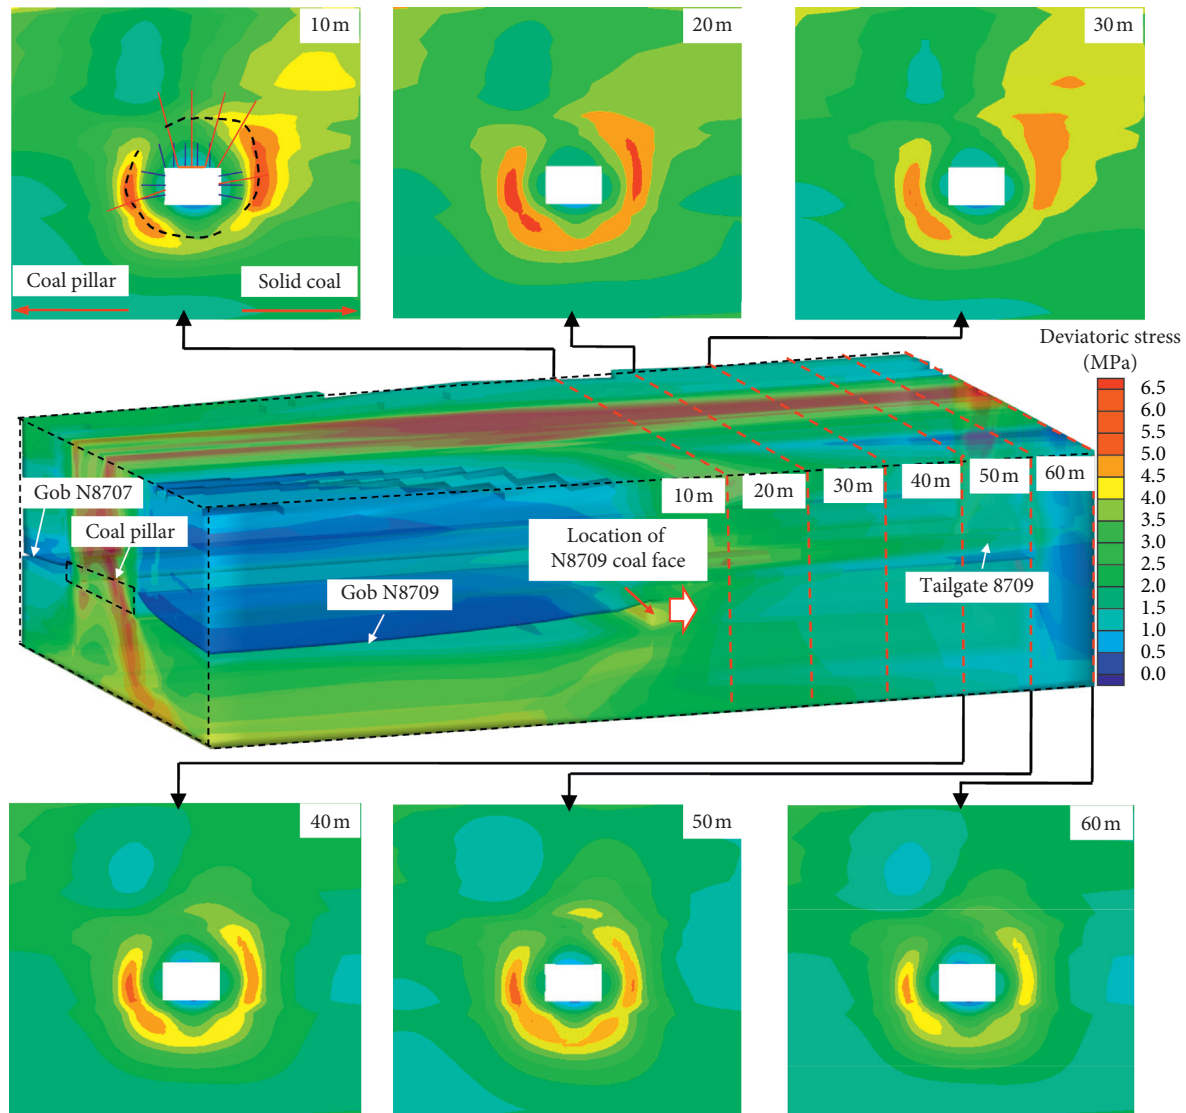 10 m
20 m
30 m
Coal pillar
Solid coal
Deviatoric stress
(MPa)
6.5
6.0
5.5
5.0
4.5
4.0
3.5
3.0
2.5
2.0
1.5
1.0
0.5
0.0
Gob N8707
Coal pillar
Gob N8709
Location of
N8709 coal face
10 m
20 m
30 m
40 m
50 m
60 m
Tailgate 8709
40 m
50 m
60 m